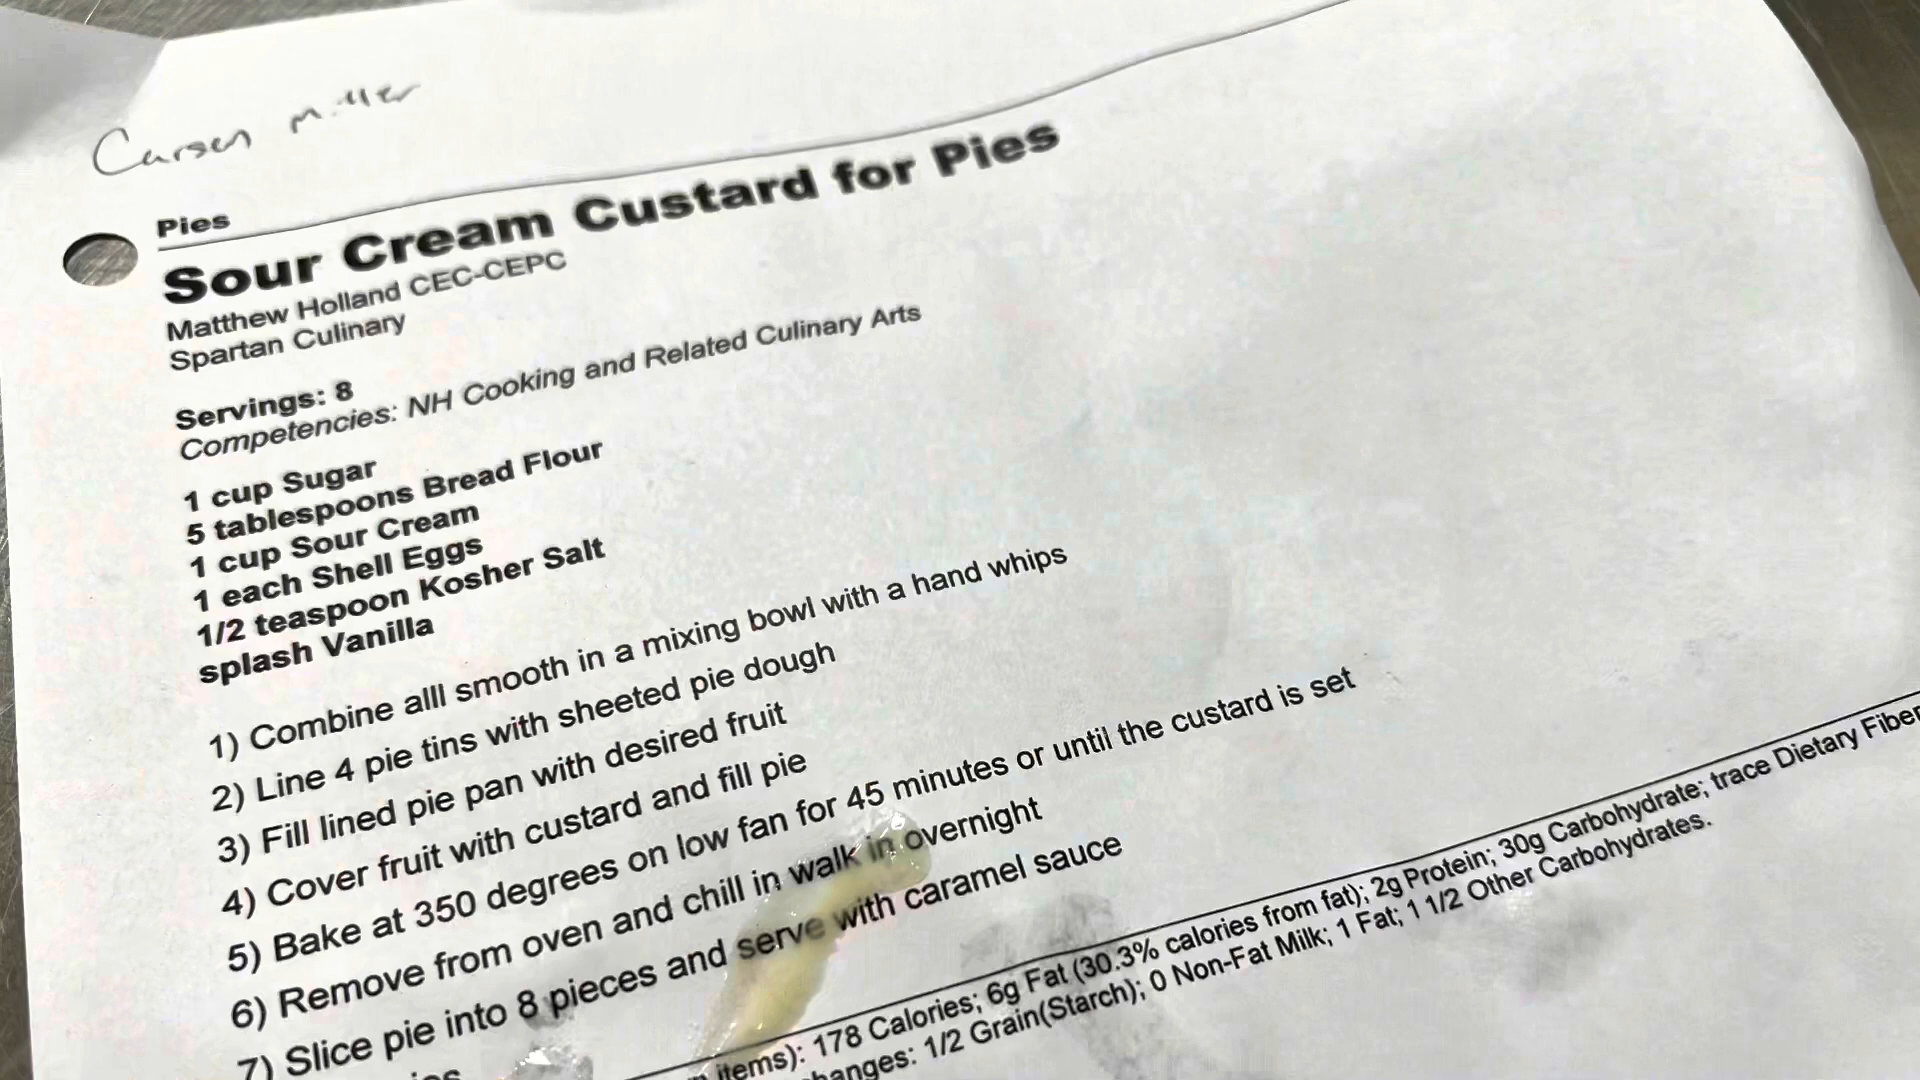 Carsen Miller
Pies
Sour Cream Custard for Pies
Matthew Holland CEC-CEPC
Spartan Culinary
Servings: 8
Competencies: NH Cooking and Related Culinary Arts
1 cup Sugar
5 tablespoons Bread Flour
1 cup Sour Cream
1 each Shell Eggs
1/2 teaspoon Kosher Salt
splash Vanilla
1) Combine alll smooth in a mixing bowl with a hand whips
2) Line 4 pie tins with sheeted pie dough
3) Fill lined pie pan with desired fruit
4) Cover fruit with custard and fill pie
5) Bake at 350 degrees on low fan for 45 minutes or until the custard is set
6) Remove from oven and chill in walk in overnight
7) Slice pie into 8 pieces and serve with caramel sauce
items): 178 Calories; 6g Fat (30.3% calories from fat); 2g Protein; 30g Carbohydrate; trace Dietary Fiber
hanges: 1/2 Grain(Starch); 0 Non-Fat Milk; 1 Fat; 1 1/2 Other Carbohydrates.